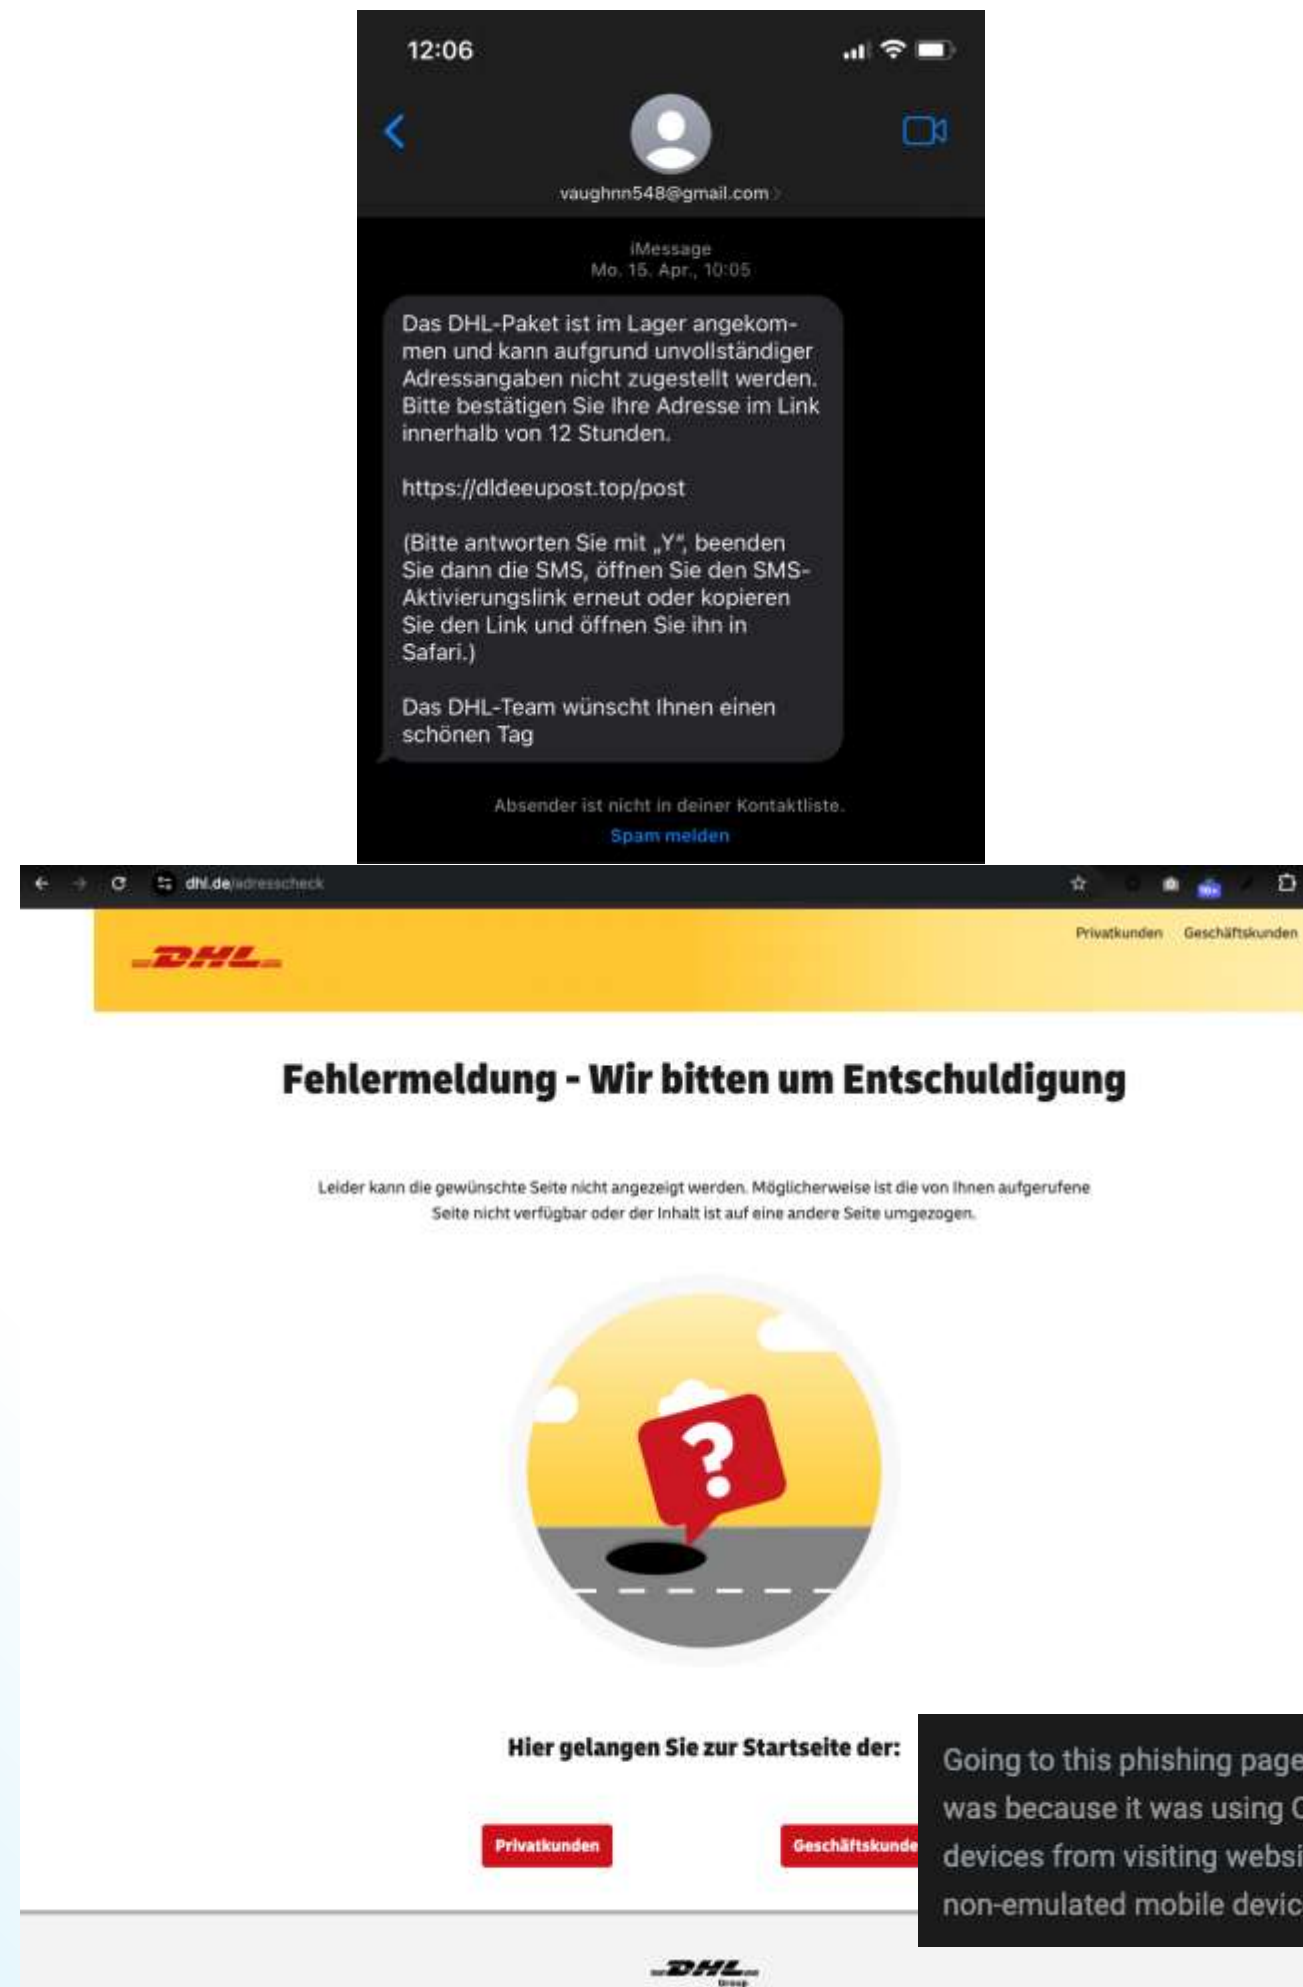 12:06
vaughnn548@gmail.com
iMessage
Mo. 15. Apr., 10:05
Das DHL-Paket ist im Lager angekom-
men und kann aufgrund unvollständiger
Adressangaben nicht zugestellt werden.
Bitte bestätigen Sie Ihre Adresse im Link
innerhalb von 12 Stunden.
https://dldeeupost.top/post
(Bitte antworten Sie mit „Y“, beenden
Sie dann die SMS, öffnen Sie den SMS-
Aktivierungslink erneut oder kopieren
Sie den Link und öffnen Sie ihn in
Safari.)
Das DHL-Team wünscht Ihnen einen
schönen Tag
Absender ist nicht in deiner Kontaktliste.
Spam melden
dhl.de/adresscheck
DHL
Privatkunden Geschäftskunden
Fehlermeldung - Wir bitten um Entschuldigung
Leider kann die gewünschte Seite nicht angezeigt werden. Möglicherweise ist die von Ihnen aufgerufene
Seite nicht verfügbar oder der Inhalt ist auf eine andere Seite umgezogen.
?
Hier gelangen Sie zur Startseite der:
Privatkunden Geschäftskunde
Going to this phishing page
was because it was using
devices from visiting websi
non-emulated mobile devic
DHL
Group